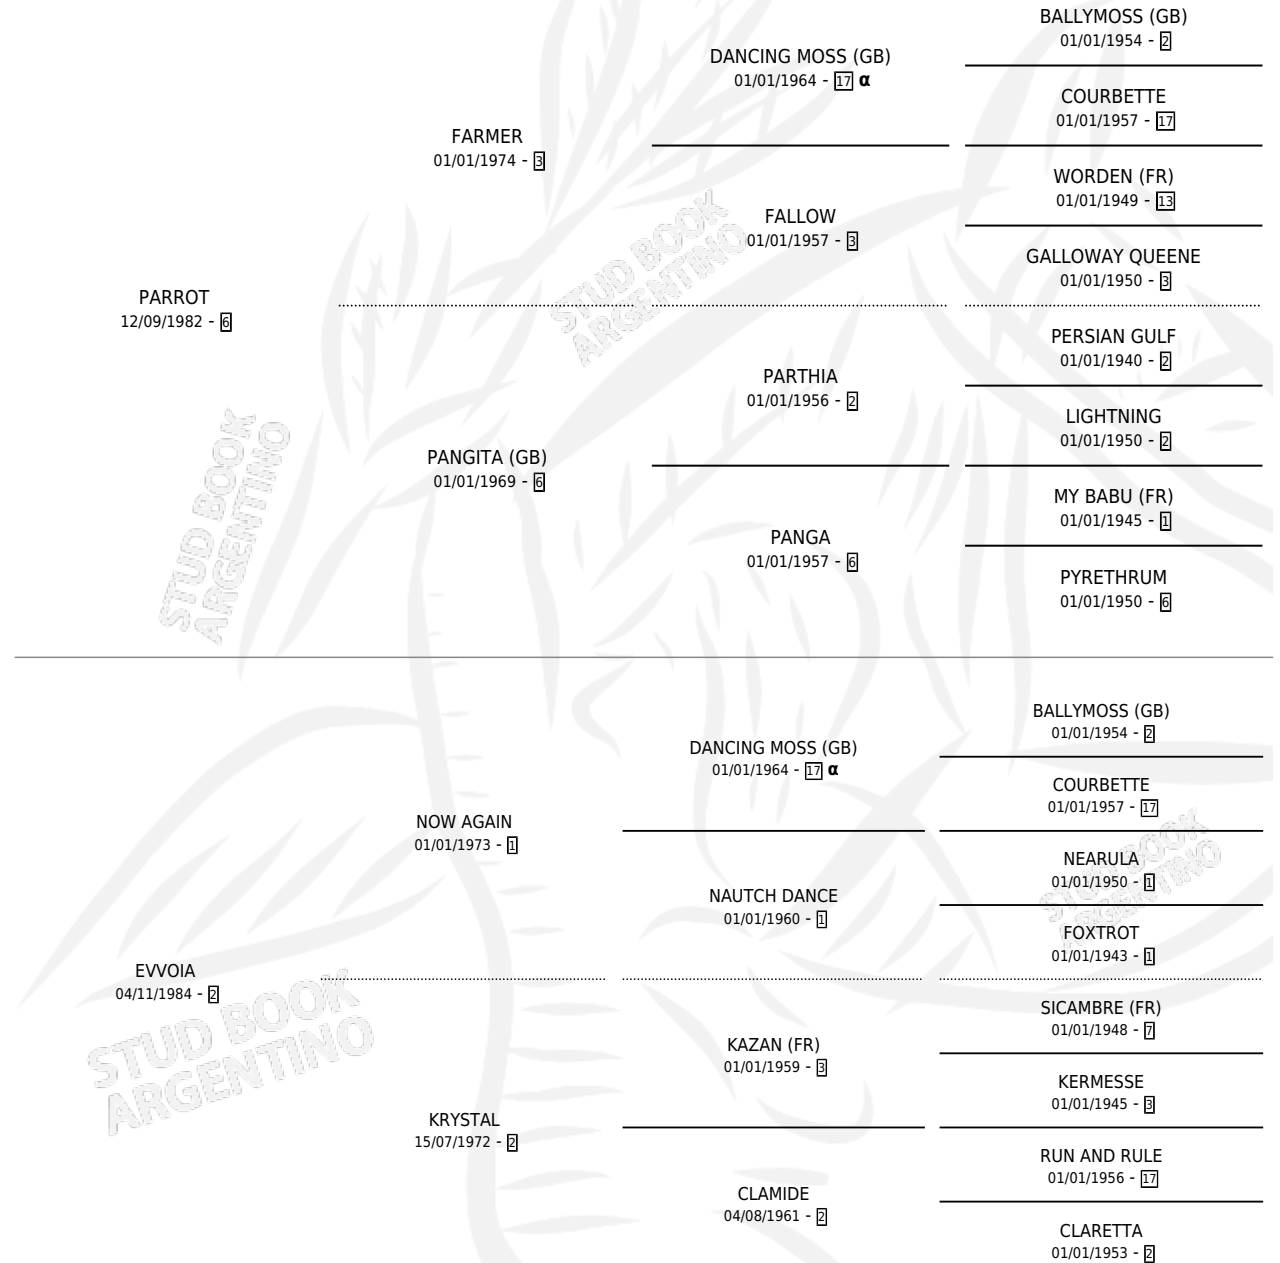 BALLYMOSS (GB)
01/01/1954 - 2
DANCING MOSS (GB)
01/01/1964 - 17 α
COURBETTE
01/01/1957 - 17
FARMER
01/01/1974 - 3
WORDEN (FR)
01/01/1949 - 13
FALLOW
01/01/1957 - 3
GALLOWAY QUEENE
01/01/1950 - 3
PARROT
12/09/1982 - 6
PERSIAN GULF
01/01/1940 - 2
PARTHIA
01/01/1956 - 2
LIGHTNING
01/01/1950 - 2
PANGITA (GB)
01/01/1969 - 6
MY BABU (FR)
01/01/1945 - 1
PANGA
01/01/1957 - 6
PYRETHRUM
01/01/1950 - 6
BALLYMOSS (GB)
01/01/1954 - 2
DANCING MOSS (GB)
01/01/1964 - 17 α
COURBETTE
01/01/1957 - 17
NOW AGAIN
01/01/1973 - 1
NEARULA
01/01/1950 - 1
NAUTCH DANCE
01/01/1960 - 1
FOXTROT
01/01/1943 - 1
EVVOIA
04/11/1984 - 2
SICAMBRE (FR)
01/01/1948 - 7
KAZAN (FR)
01/01/1959 - 3
KERMESSE
01/01/1945 - 3
KRYSTAL
15/07/1972 - 2
RUN AND RULE
01/01/1956 - 17
CLAMIDE
04/08/1961 - 2
CLARETTA
01/01/1953 - 2
STUD BOOK
ARGENTINO
STUD BOOK
ARGENTINO
STUD BOOK
ARGENTINO
STUD BOOK
ARGENTINO